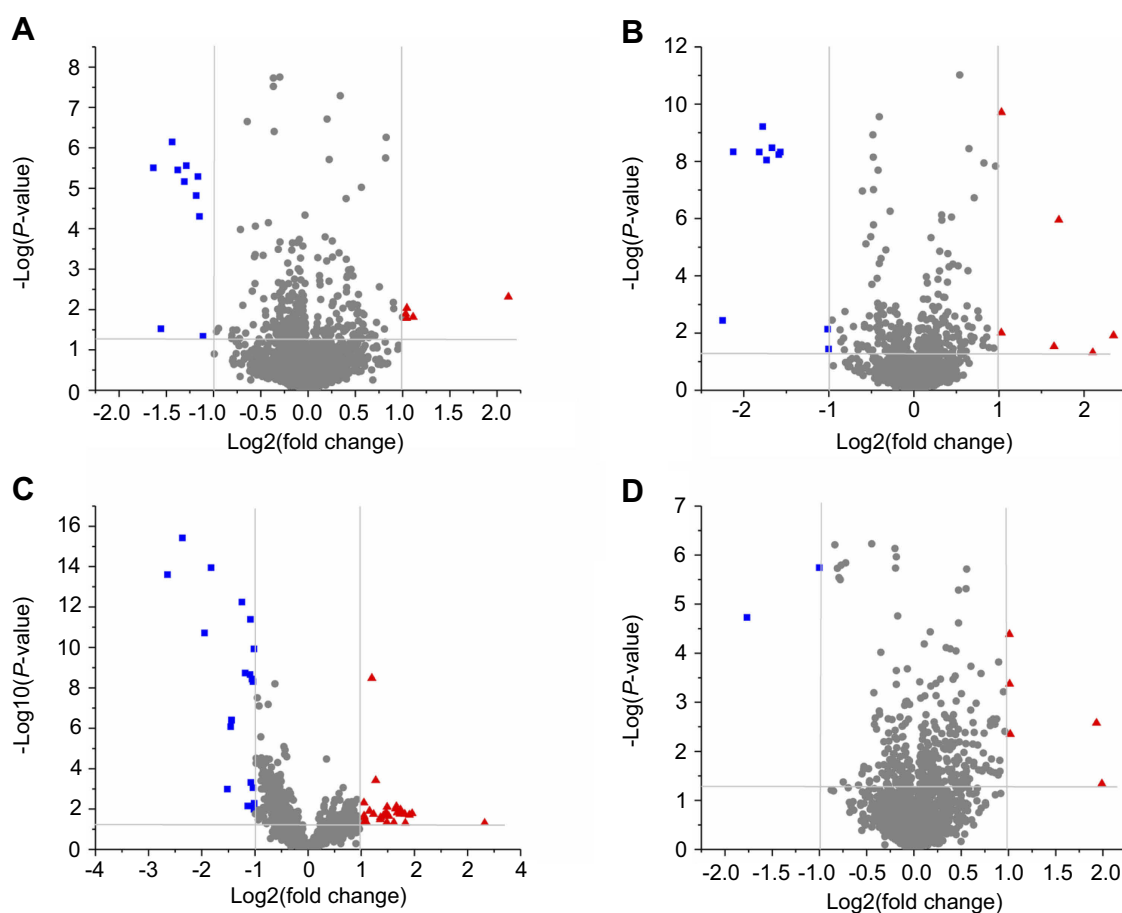 A
-Log(P-value)
8
7
6
5
4
3
2
1
0
-2.0 -1.5 -1.0 -0.5 0.0 0.5 1.0 1.5 2.0
Log2(fold change)
B
-Log(P-value)
12
10
8
6
4
2
0
-2 -1 0 1 2
Log2(fold change)
C
-Log10(P-value)
16
14
12
10
8
6
4
2
0
-4 -3 -2 -1 0 1 2 3 4
Log2(fold change)
D
-Log(P-value)
7
6
5
4
3
2
1
0
-2.0 -1.5 -1.0 -0.5 0.0 0.5 1.0 1.5 2.0
Log2(fold change)